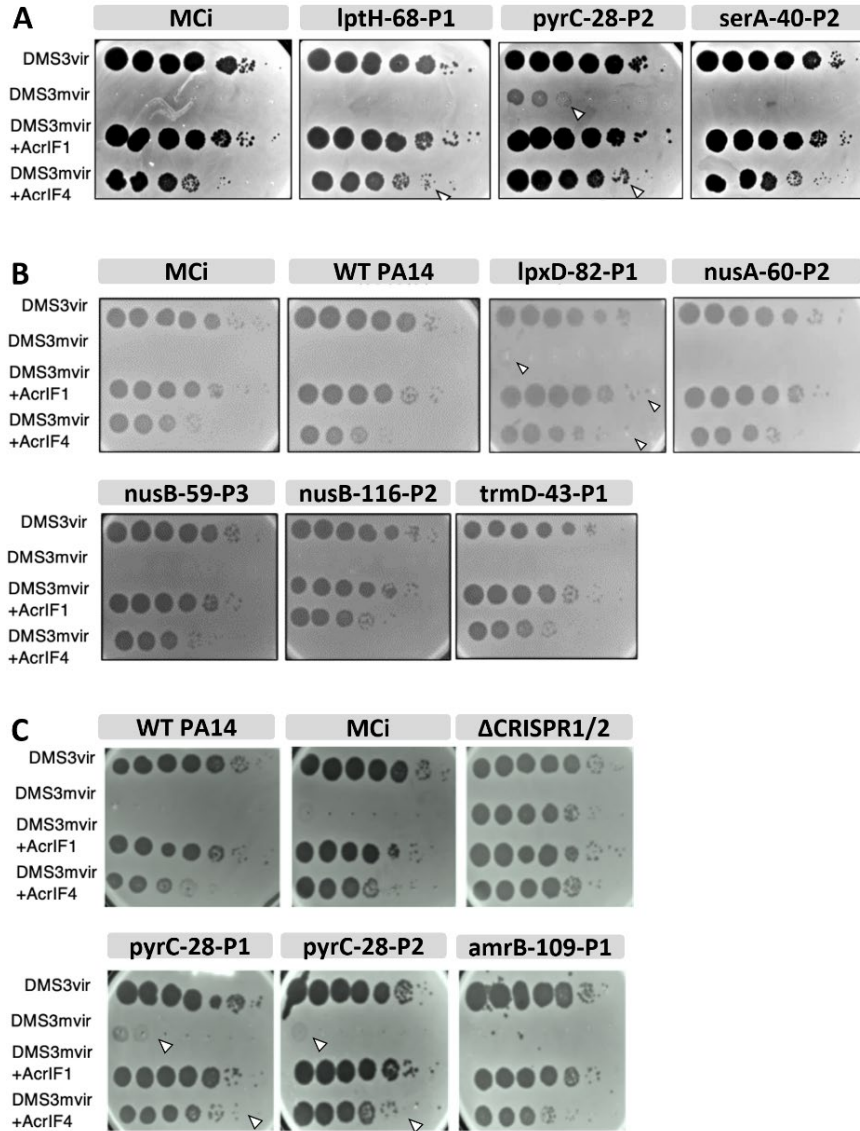 A
MCi
lptH-68-P1
pyrC-28-P2
serA-40-P2
DMS3vir
DMS3mvir
DMS3mvir
+AcrIF1
DMS3mvir
+AcrIF4
B
MCi
WT PA14
lpxD-82-P1
nusA-60-P2
DMS3vir
DMS3mvir
DMS3mvir
+AcrIF1
DMS3mvir
+AcrIF4
nusB-59-P3
nusB-116-P2
trmD-43-P1
DMS3vir
DMS3mvir
DMS3mvir
+AcrIF1
DMS3mvir
+AcrIF4
C
WT PA14
MCi
ΔCRISPR1/2
DMS3vir
DMS3mvir
DMS3mvir
+AcrIF1
DMS3mvir
+AcrIF4
pyrC-28-P1
pyrC-28-P2
amrB-109-P1
DMS3vir
DMS3mvir
DMS3mvir
+AcrIF1
DMS3mvir
+AcrIF4